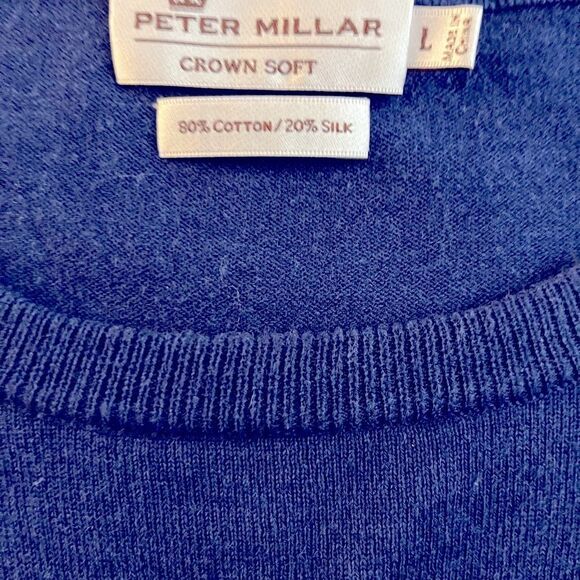 PETER MILLAR
CROWN SOFT
L
MADE IN
CHINA
80% COTTON/20% SILK